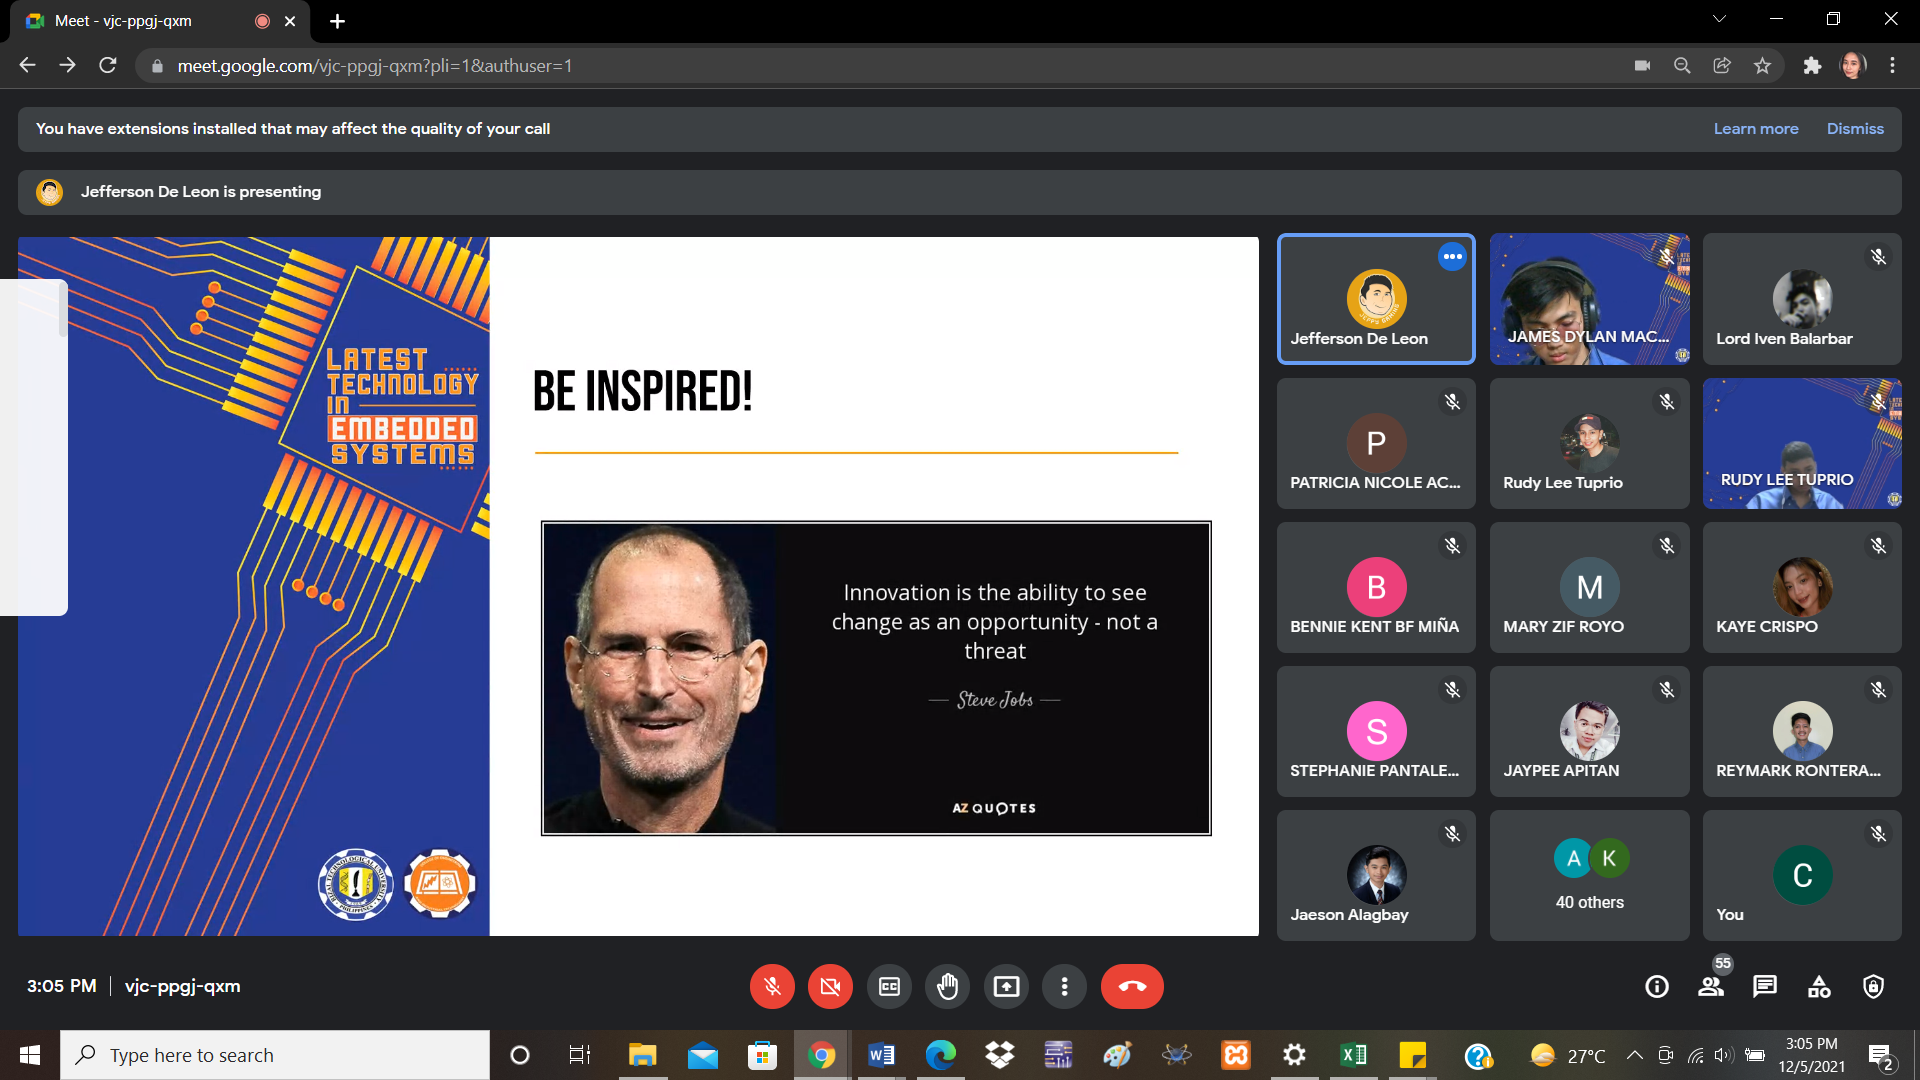 Meet - vjc-ppgj-qxm
meet.google.com/vjc-ppgj-qxm?pli=1&authuser=1
You have extensions installed that may affect the quality of your call
Learn more
Dismiss
Jefferson De Leon is presenting
LATEST
TECHNOLOGY
IN
EMBEDDED
SYSTEMS
BE INSPIRED!
Innovation is the ability to see
change as an opportunity - not a
threat
Steve Jobs
AZ QUOTES
Jefferson De Leon
JAMES DYLAN MAC...
Lord Iven Balarbar
P
PATRICIA NICOLE AC...
Rudy Lee Tuprio
RUDY LEE TUPRIO
B
BENNIE KENT BF MIÑA
M
MARY ZIF ROYO
KAYE CRISPO
S
STEPHANIE PANTALE...
JAYPEE APITAN
REYMARK RONTERA...
Jaeson Alagbay
A K
40 others
C
You
3:05 PM | vjc-ppgj-qxm
CC
55
Type here to search
27°C
3:05 PM
12/5/2021
2